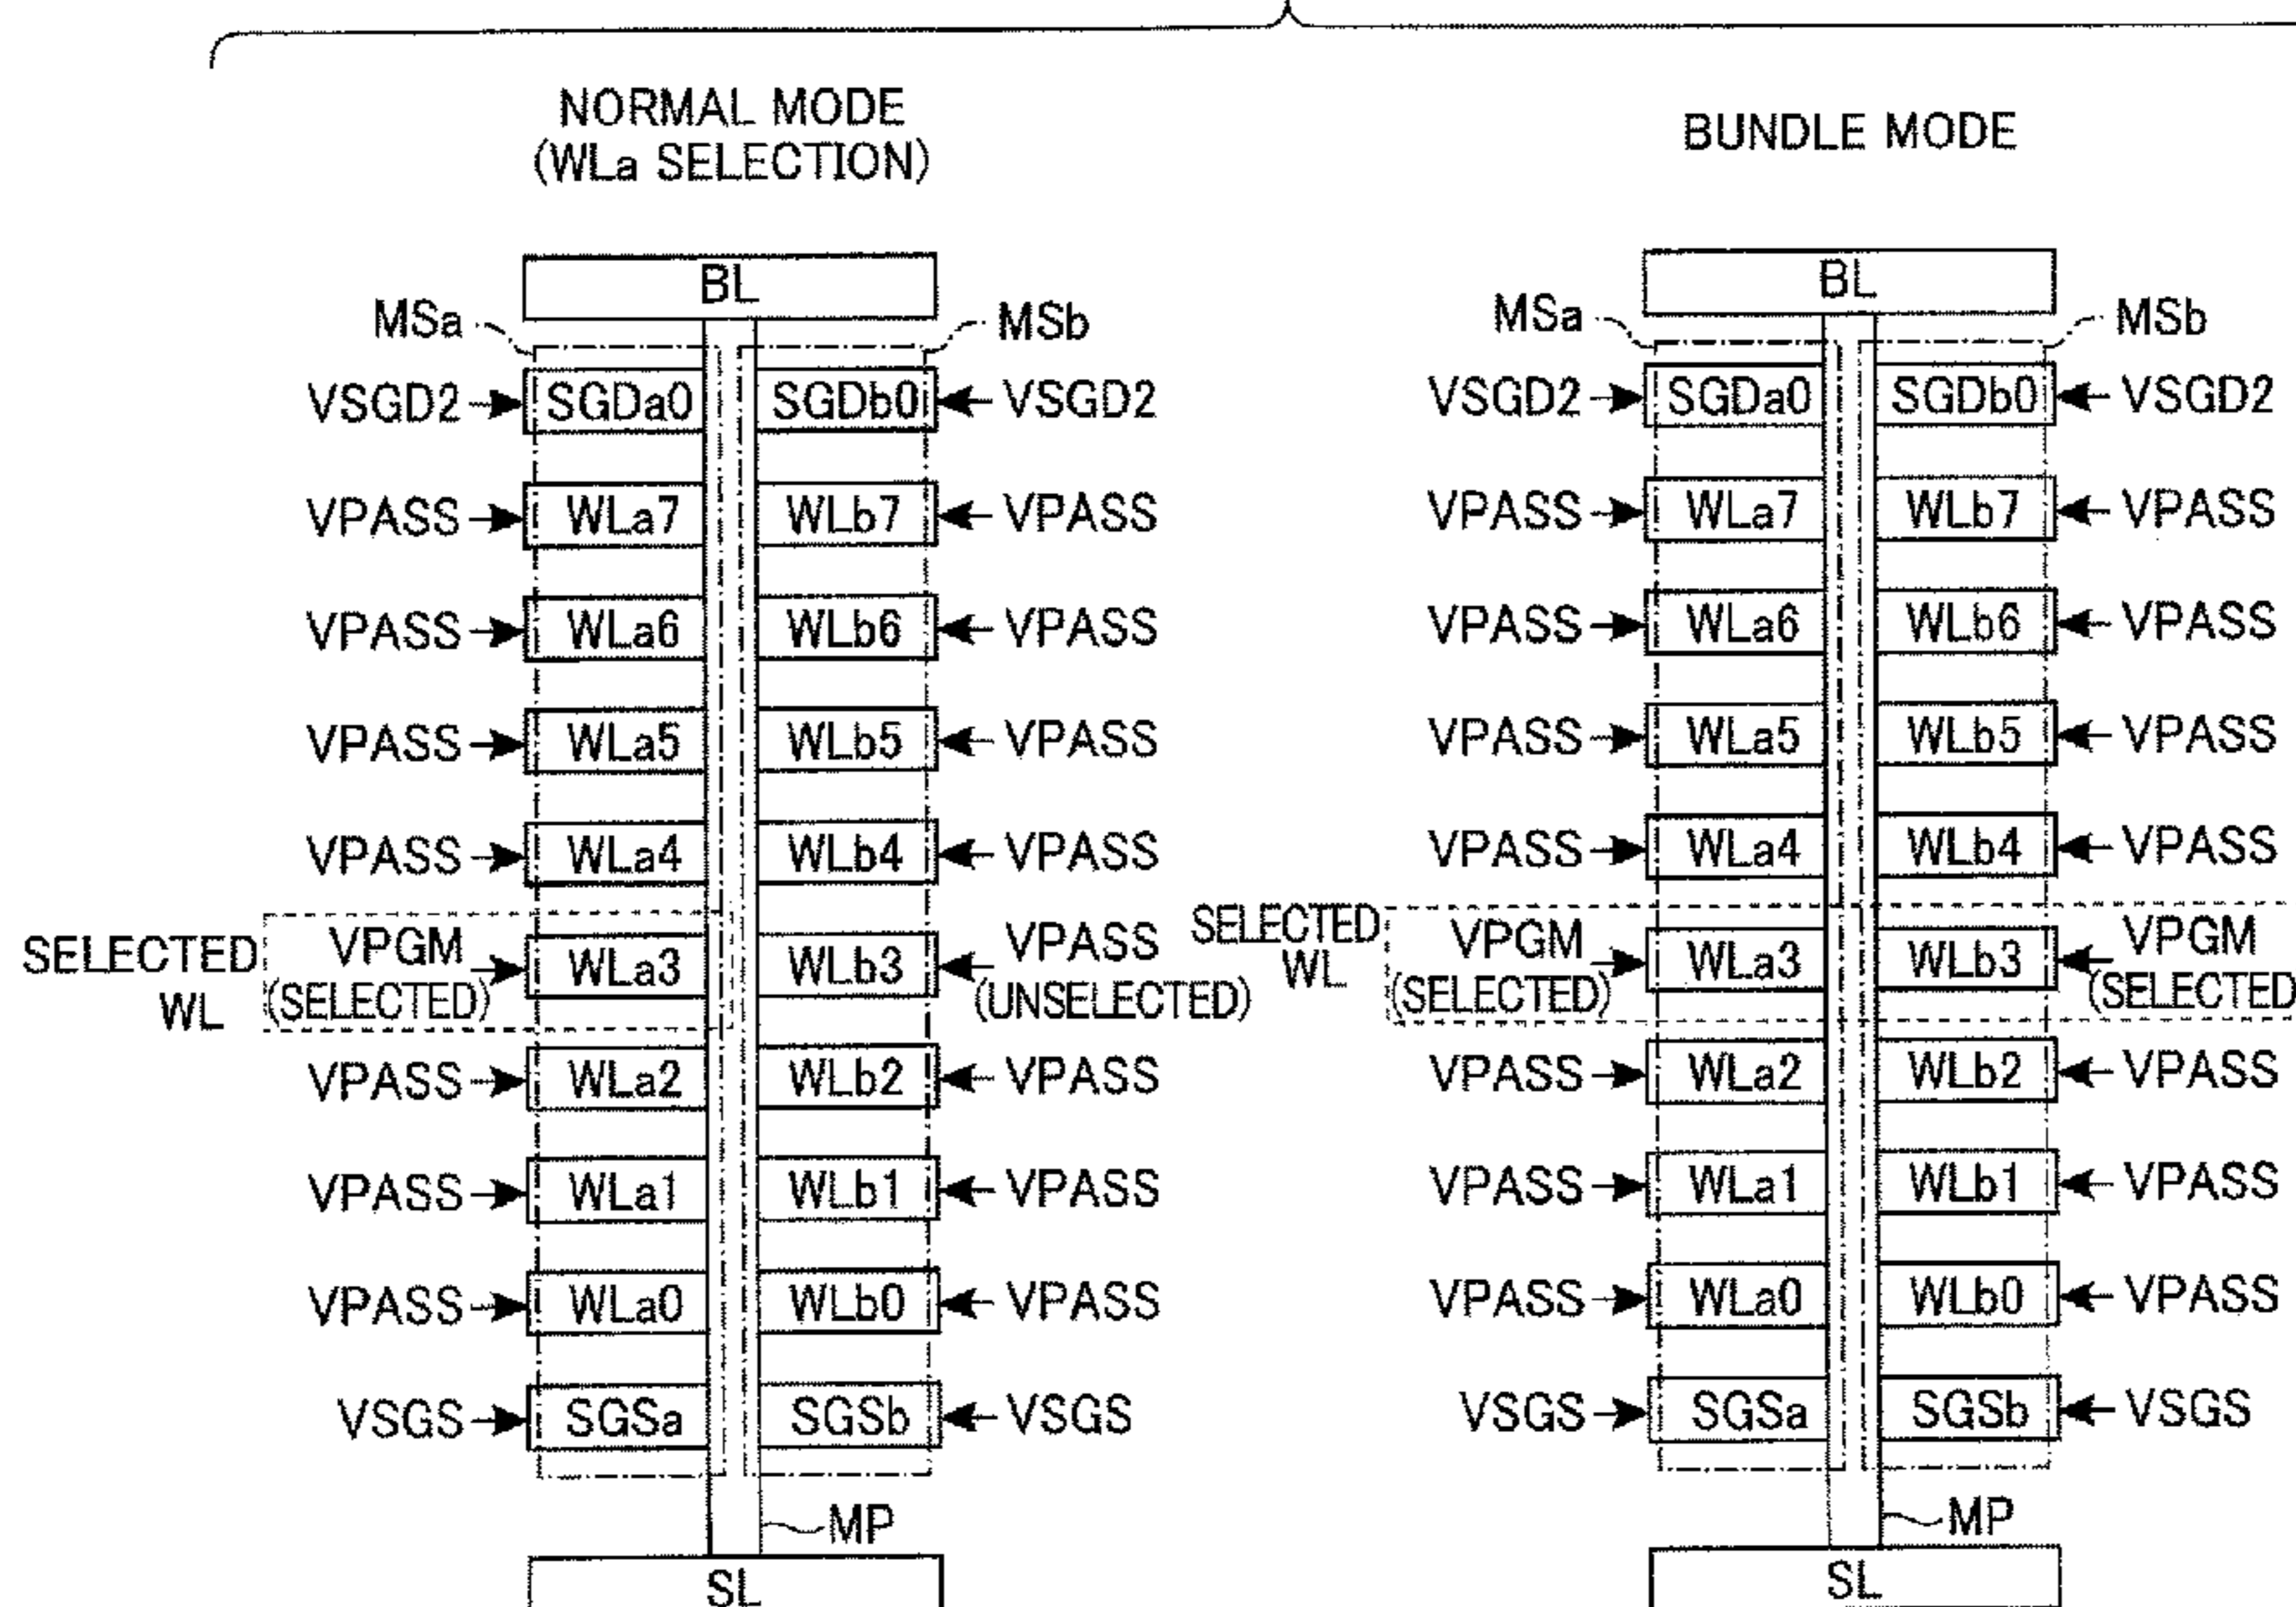 NORMAL MODE
(WLa SELECTION)
BL
MSa MSb
VSGD2 SGDa0 SGDb0 VSGD2
VPASS WLa7 WLb7 VPASS
VPASS WLa6 WLb6 VPASS
VPASS WLa5 WLb5 VPASS
VPASS WLa4 WLb4 VPASS
SELECTED WL VPGM (SELECTED) WLa3 WLb3 VPASS (UNSELECTED)
VPASS WLa2 WLb2 VPASS
VPASS WLa1 WLb1 VPASS
VPASS WLa0 WLb0 VPASS
VSGS SGSa SGSb VSGS
MP
SL
BUNDLE MODE
BL
MSa MSb
VSGD2 SGDa0 SGDb0 VSGD2
VPASS WLa7 WLb7 VPASS
VPASS WLa6 WLb6 VPASS
VPASS WLa5 WLb5 VPASS
VPASS WLa4 WLb4 VPASS
SELECTED WL VPGM (SELECTED) WLa3 WLb3 VPGM (SELECTED
VPASS WLa2 WLb2 VPASS
VPASS WLa1 WLb1 VPASS
VPASS WLa0 WLb0 VPASS
VSGS SGSa SGSb VSGS
MP
SL